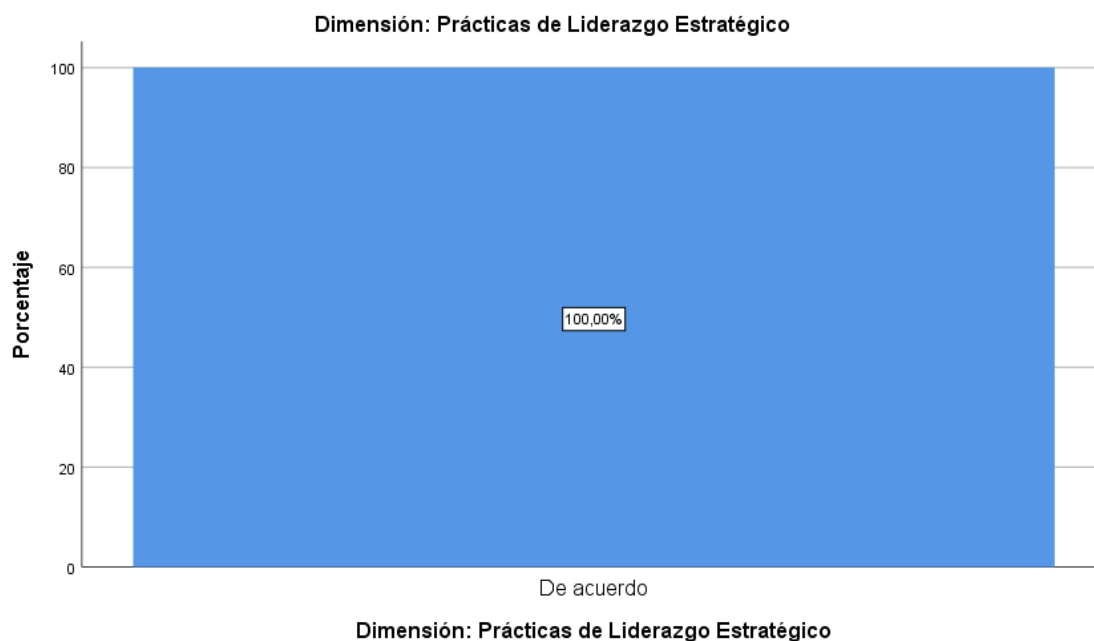 Dimensión: Prácticas de Liderazgo Estratégico
100
80
60
40
20
0
Porcentaje
100,00%
De acuerdo
Dimensión: Prácticas de Liderazgo Estratégico